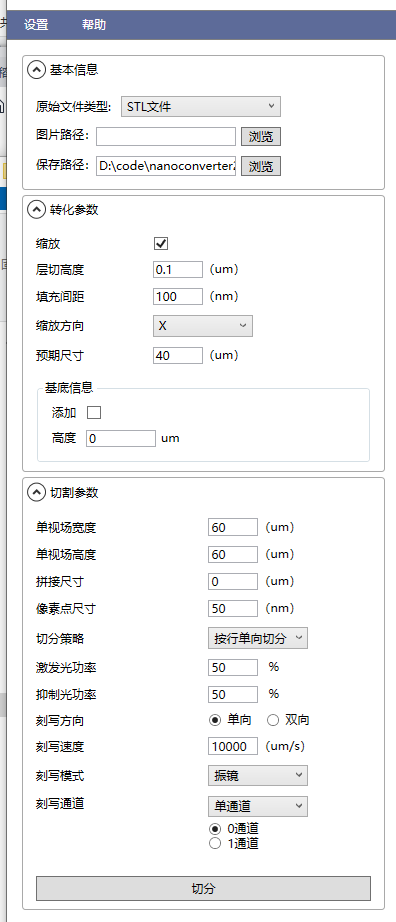 设置 帮助
基本信息
原始文件类型: STL文件
图片路径: 浏览
保存路径: D:\code\nanoconverter 浏览
转化参数
缩放
层切高度 0.1 (um)
填充间距 100 (nm)
缩放方向 X
预期尺寸 40 (um)
基底信息
添加
高度 0 um
切割参数
单视场宽度 60 (um)
单视场高度 60 (um)
拼接尺寸 0 (um)
像素点尺寸 50 (nm)
切分策略 按行单向切分
激发光功率 50 %
抑制光功率 50 %
刻写方向 单向 双向
刻写速度 10000 (um/s)
刻写模式 振镜
刻写通道 单通道
0通道
1通道
切分